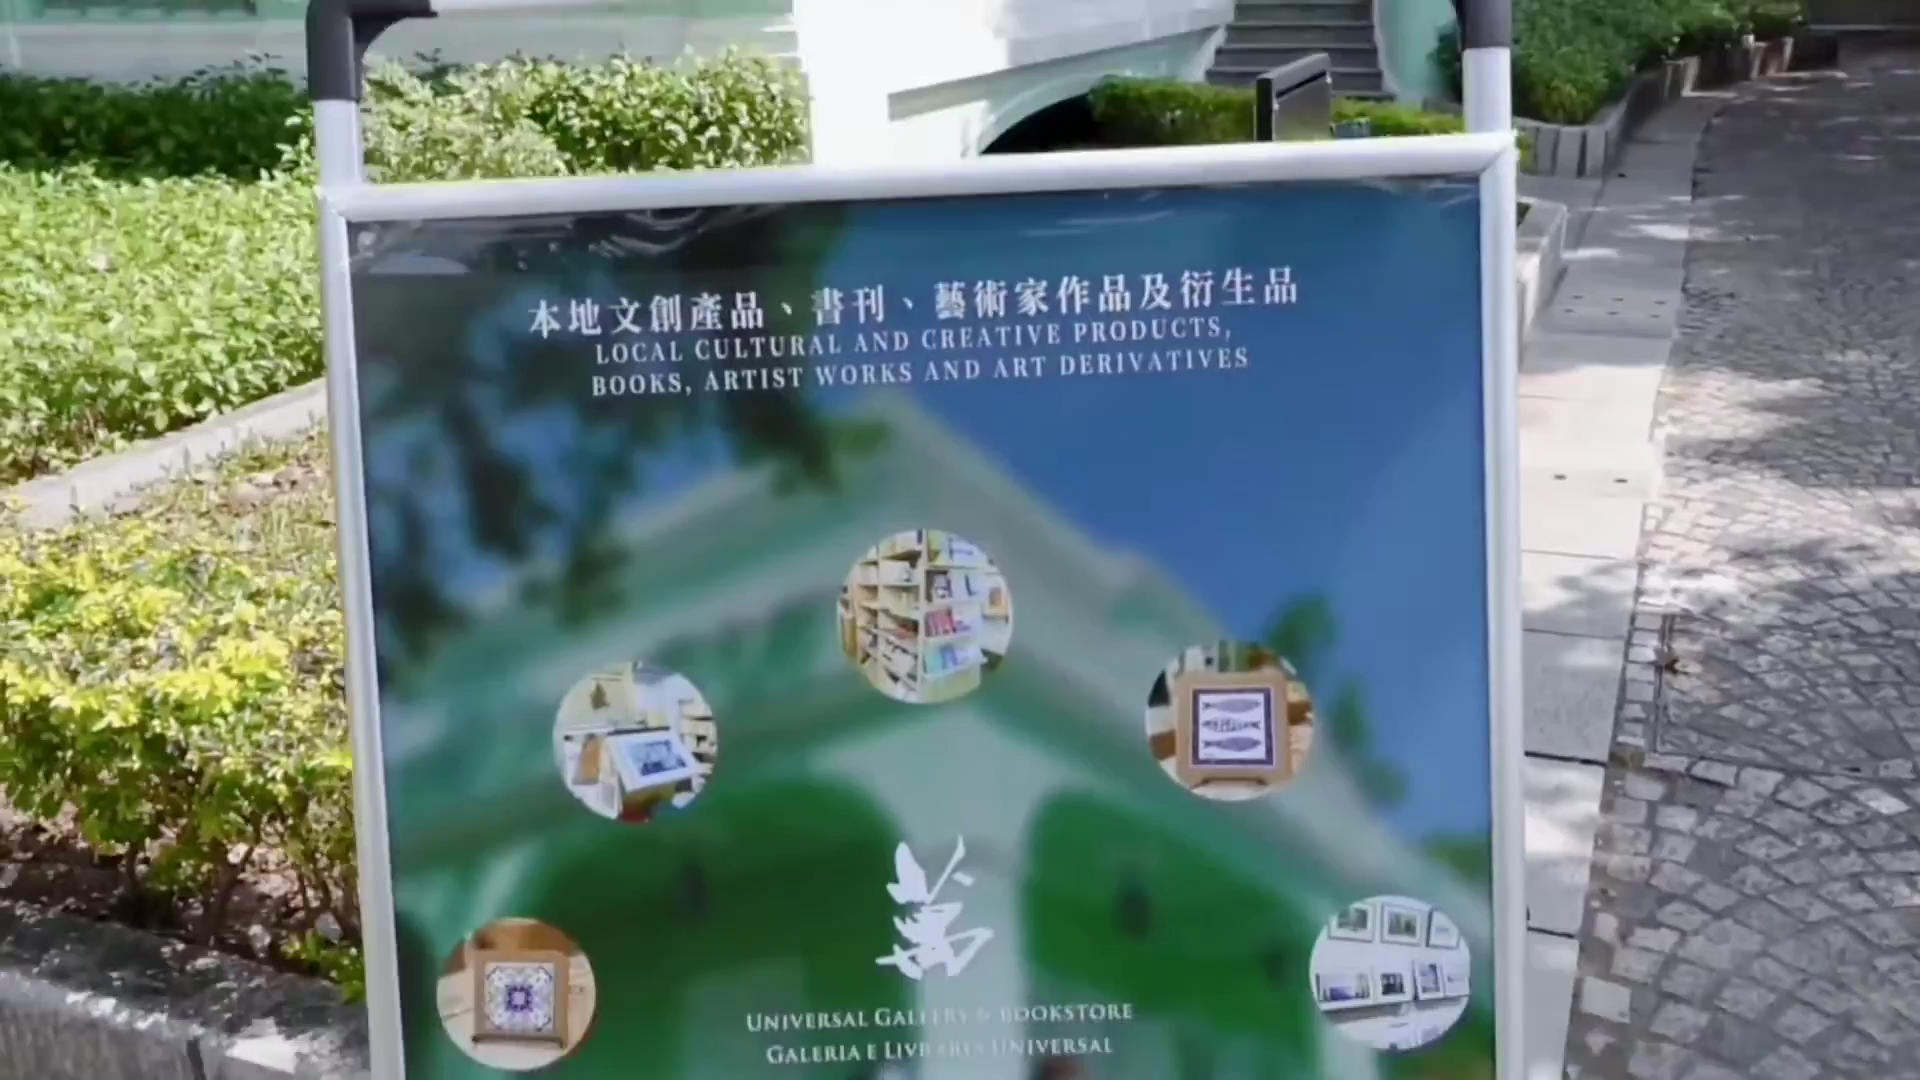 本地文創產品、書刊、藝術家作品及衍生品
LOCAL CULTURAL AND CREATIVE PRODUCTS,
BOOKS, ARTIST WORKS AND ART DERIVATIVES
萬
UNIVERSAL GALLERY & BOOKSTORE
GALERIA E LIVRARIA UNIVERSAL